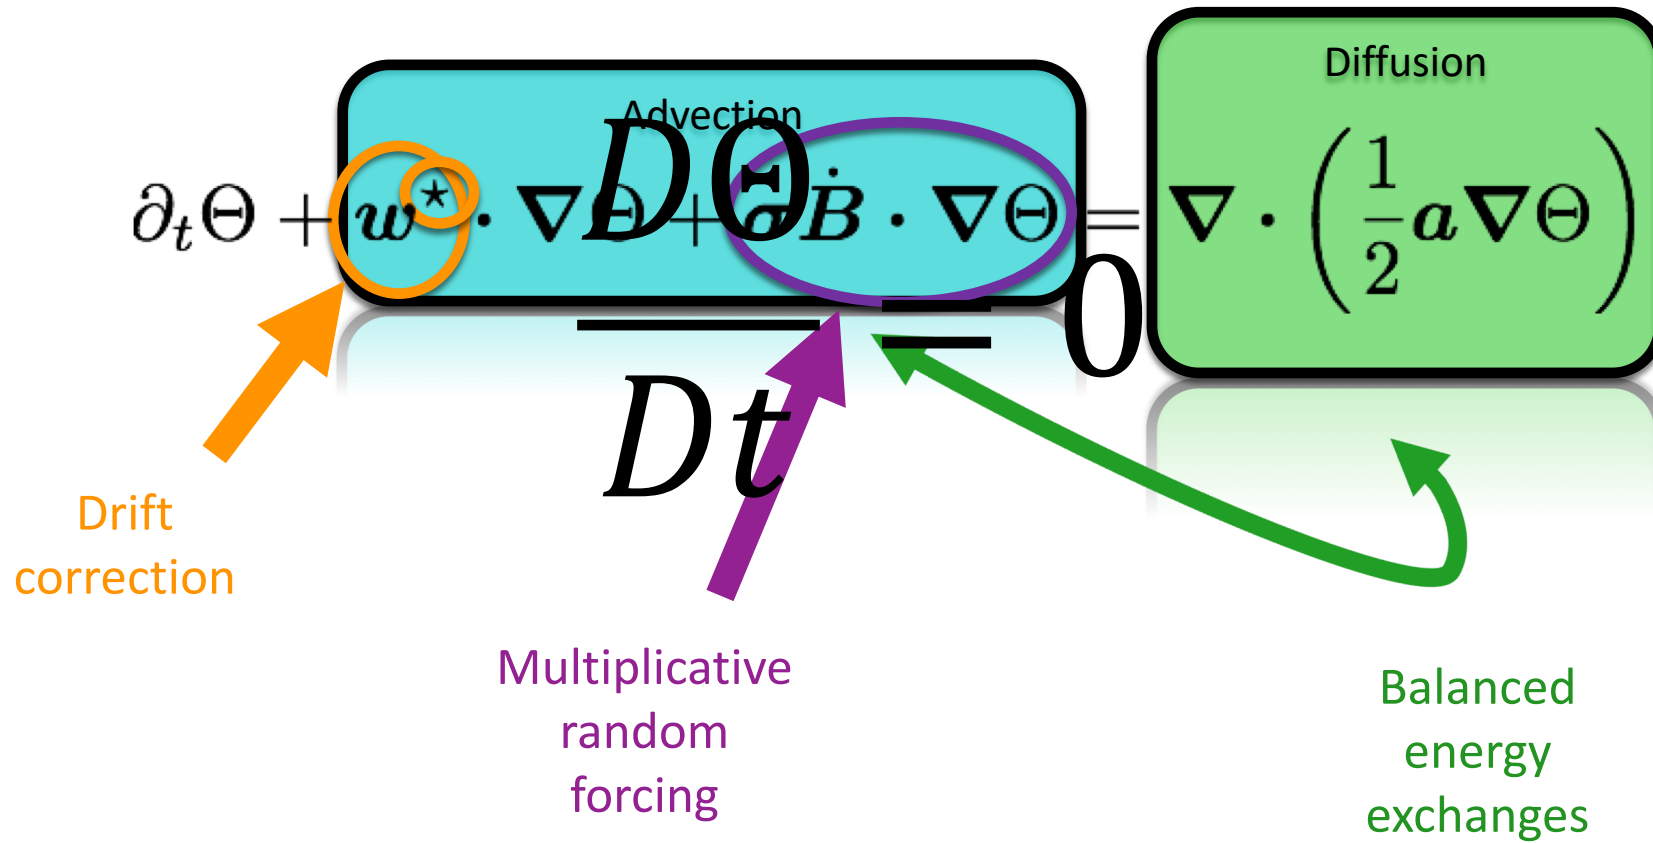 Diffusion
Advection
∂ₜΘ + w* · ∇Θ + σḂ · ∇Θ = ∇ · (1/2 a∇Θ)
DΘ/Dt = 0
Drift
correction
Multiplicative
random
forcing
Balanced
energy
exchanges